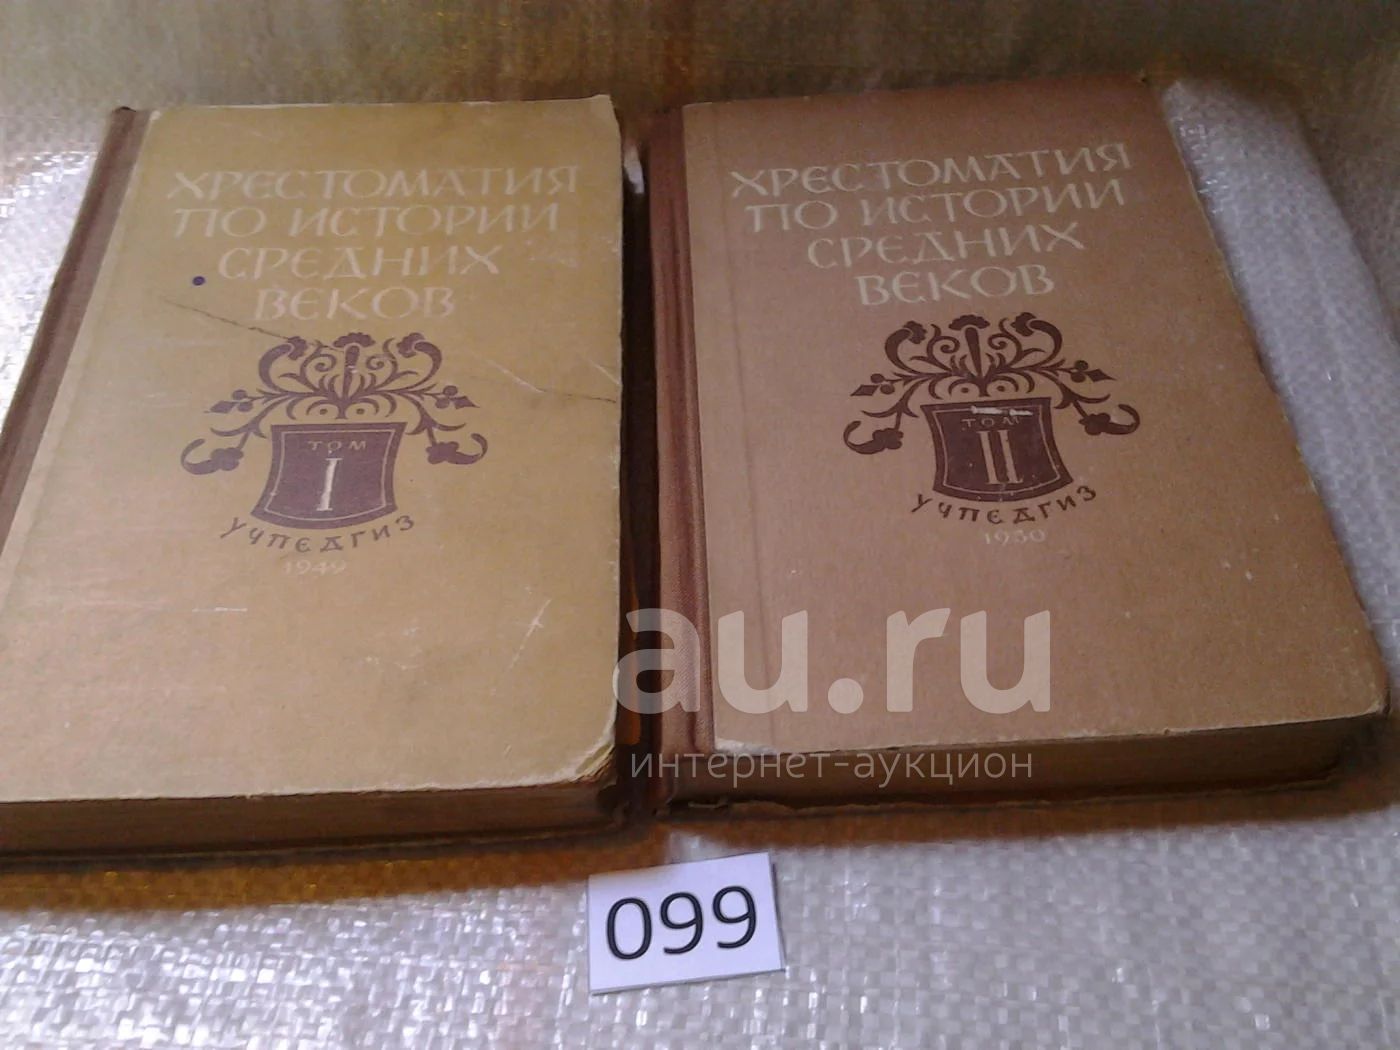 ХРЕСТОМАТИЯ
ПО ИСТОРИИ
СРЕДНИХ
ВЕКОВ
ТОМ
I
УЧПЕДГИЗ
1949
ХРЕСТОМАТИЯ
ПО ИСТОРИИ
СРЕДНИХ
ВЕКОВ
ТОМ
II
УЧПЕДГИЗ
1950
au.ru
интернет-аукцион
099